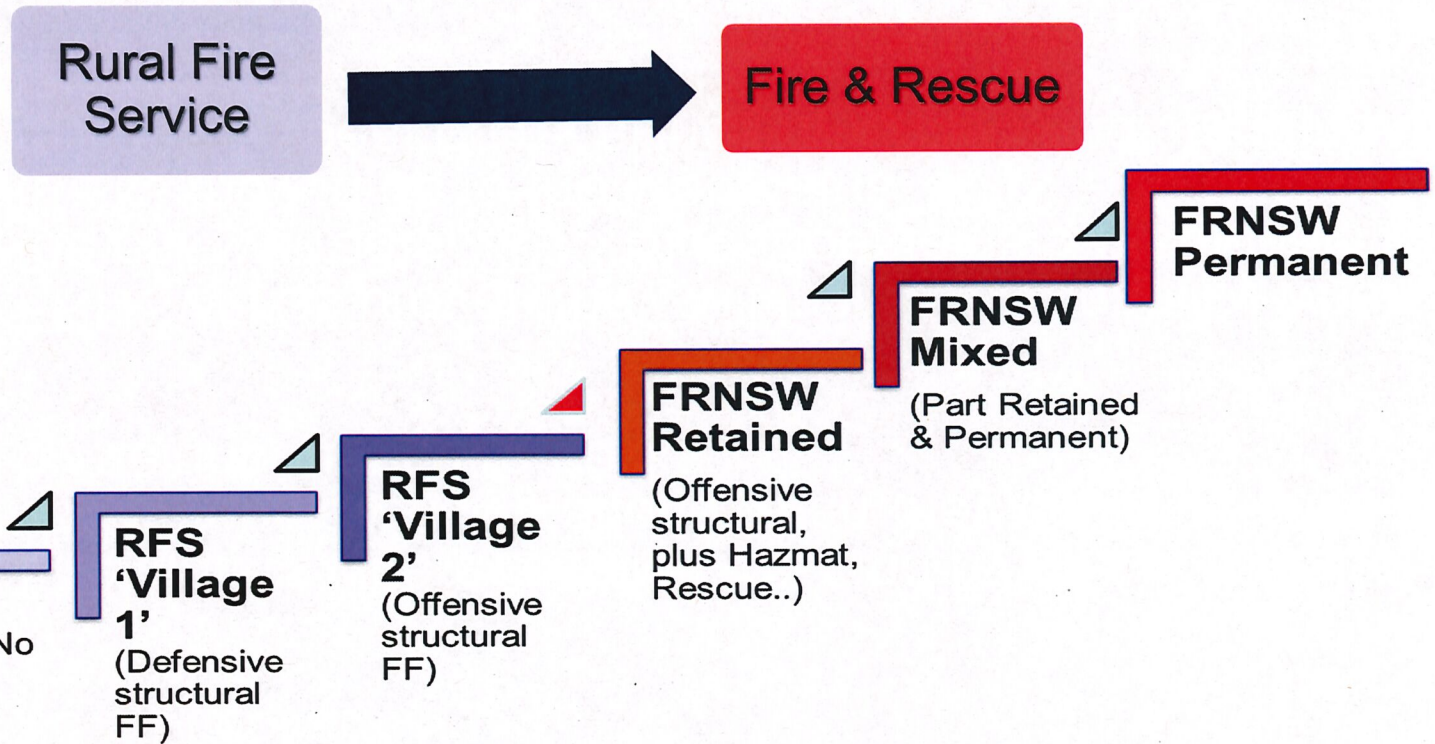 Rural Fire
Service
Fire & Rescue
FRNSW
Permanent
FRNSW
Mixed
(Part Retained
& Permanent)
FRNSW
Retained
(Offensive
structural,
plus Hazmat,
Rescue..)
RFS
‘Village
2’
(Offensive
structural
FF)
RFS
‘Village
1’
(Defensive
structural
FF)
No